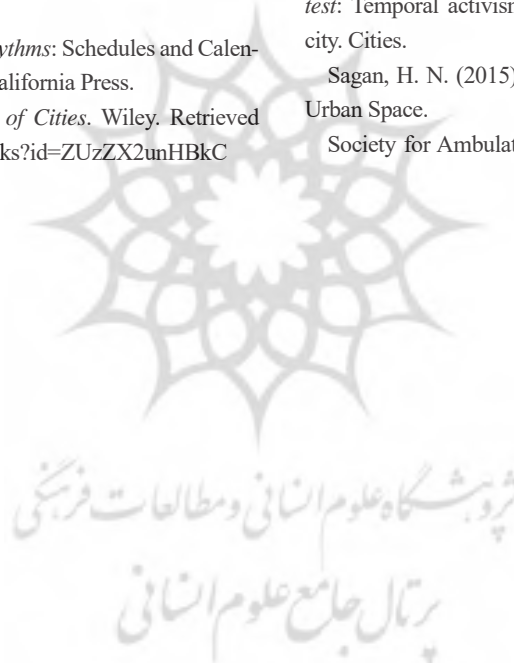 ythms: Schedules and Calen-
alifornia Press.
of Cities. Wiley. Retrieved
ks?id=ZUzZX2unHBkC
test: Temporal activism
city. Cities.
Sagan, H. N. (2015)
Urban Space.
Society for Ambulat
پژوهشگاه علوم انسانی و مطالعات فرهنگی
پرتال جامع علوم انسانی